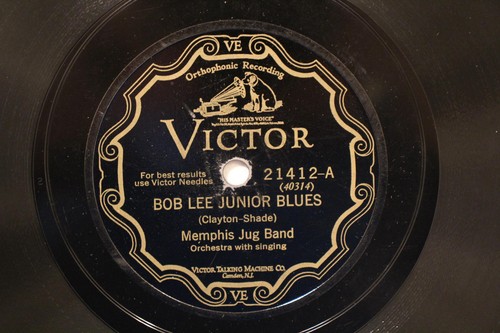 VE
Orthophonic Recording
"HIS MASTER'S VOICE"
VICTOR
For best results
use Victor Needles
21412-A
(40314)
BOB LEE JUNIOR BLUES
(Clayton-Shade)
Memphis Jug Band
Orchestra with singing
VICTOR TALKING MACHINE CO.
Camden, N.J.
VE